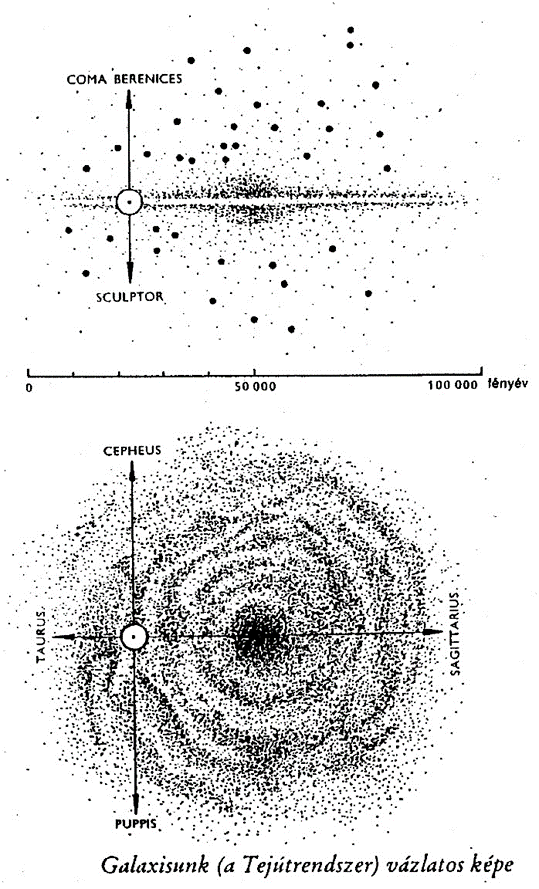 COMA BERENICES
SCULPTOR
0 50 000 100 000 fényév
CEPHEUS
TAURUS
SAGITTARIUS
PUPPIS
Galaxisunk (a Tejútrendszer) vázlatos képe